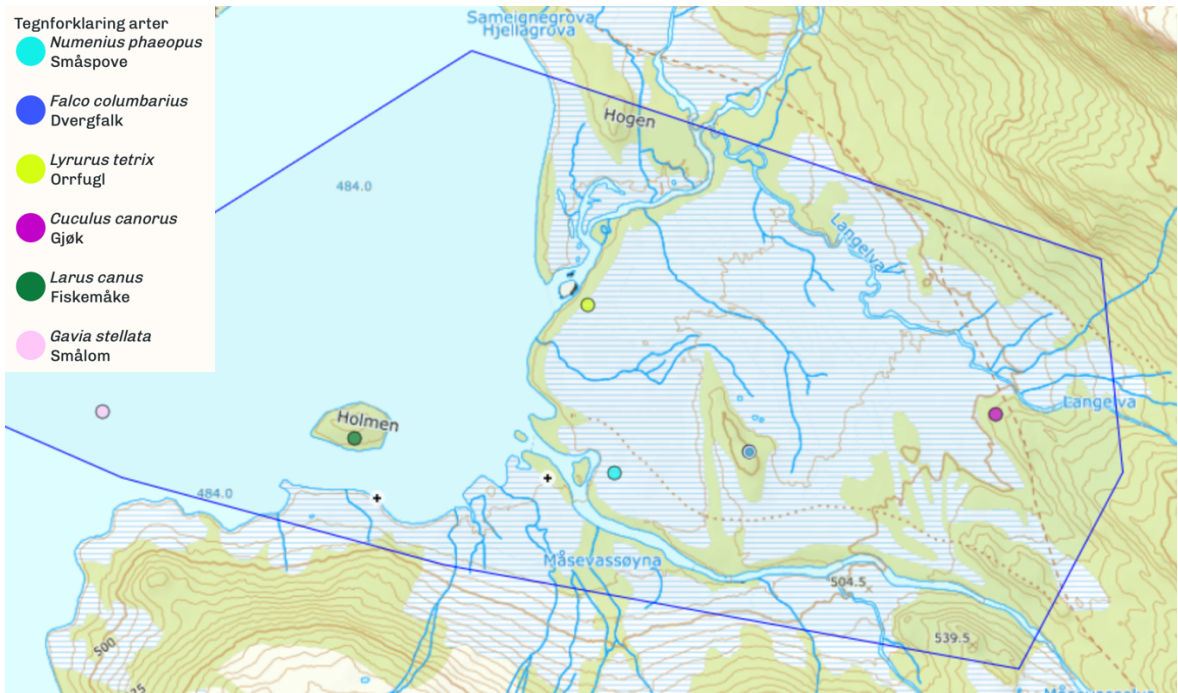 Tegnforklaring arter
Numenius phaeopus
Småspove
Falco columbarius
Dvergfalk
Lyrurus tetrix
Orrfugl
Cuculus canorus
Gjøk
Larus canus
Fiskemåke
Gavia stellata
Smålom
Sameignegrova
Hjellagrova
Hogen
484.0
Langelva
Holmen
Langelva
484.0
Måsevassøyna
504.5
539.5
500